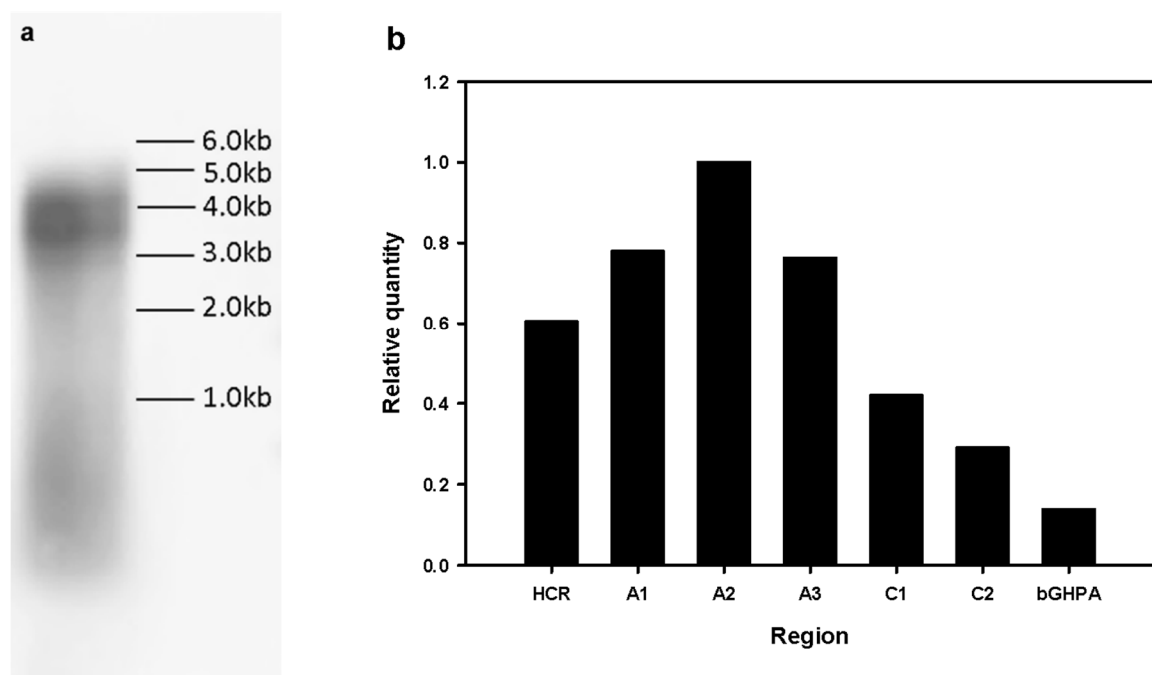 a
6.0kb
5.0kb
4.0kb
3.0kb
2.0kb
1.0kb
b
1.2
1.0
0.8
0.6
0.4
0.2
0.0
Relative quantity
HCR A1 A2 A3 C1 C2 bGHPA
Region